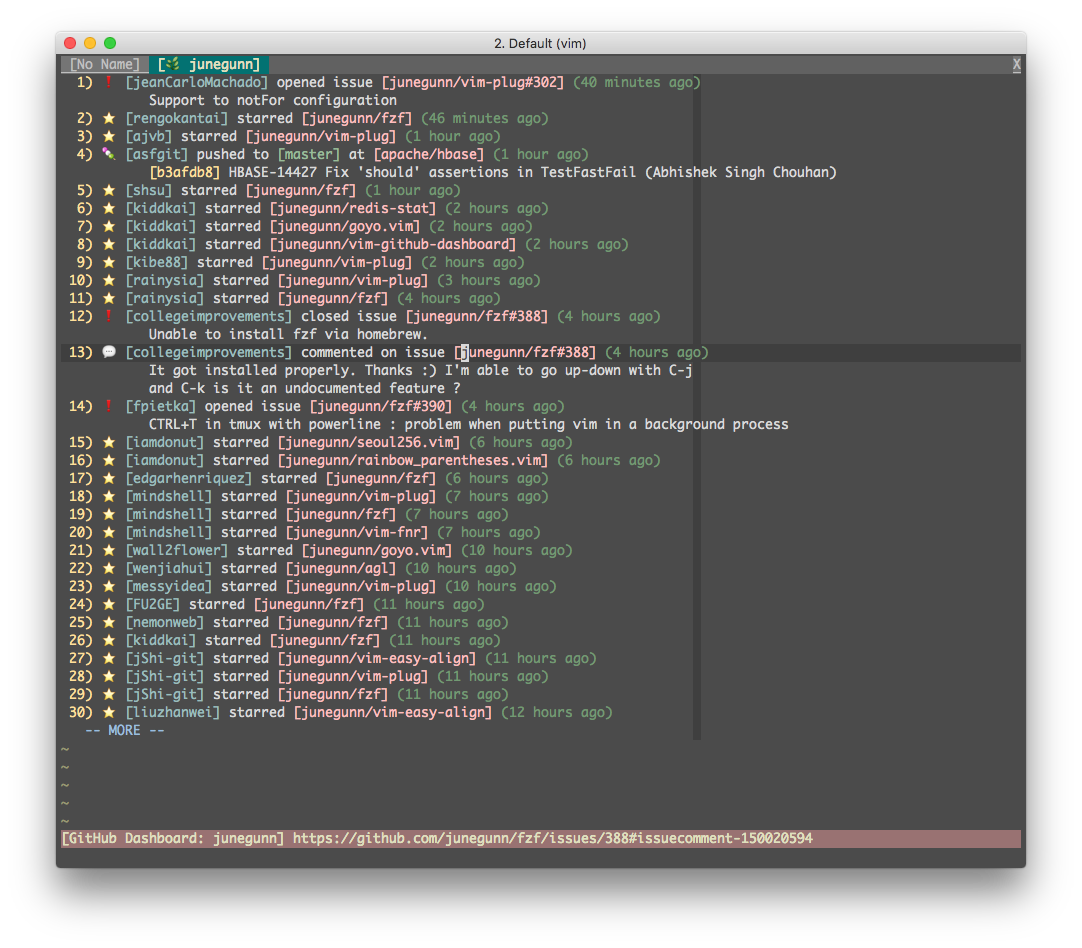 2. Default (vim)
[No Name] [🌿 junegunn] X
1) ❗ [jeanCarloMachado] opened issue [junegunn/vim-plug#302] (40 minutes ago)
Support to notFor configuration
2) ⭐ [rengokantai] starred [junegunn/fzf] (46 minutes ago)
3) ⭐ [ajvb] starred [junegunn/vim-plug] (1 hour ago)
4) 🍬 [asfgit] pushed to [master] at [apache/hbase] (1 hour ago)
[b3afdb8] HBASE-14427 Fix 'should' assertions in TestFastFail (Abhishek Singh Chouhan)
5) ⭐ [shsu] starred [junegunn/fzf] (1 hour ago)
6) ⭐ [kiddkai] starred [junegunn/redis-stat] (2 hours ago)
7) ⭐ [kiddkai] starred [junegunn/goyo.vim] (2 hours ago)
8) ⭐ [kiddkai] starred [junegunn/vim-github-dashboard] (2 hours ago)
9) ⭐ [kibe88] starred [junegunn/vim-plug] (2 hours ago)
10) ⭐ [rainysia] starred [junegunn/vim-plug] (3 hours ago)
11) ⭐ [rainysia] starred [junegunn/fzf] (4 hours ago)
12) ❗ [collegeimprovements] closed issue [junegunn/fzf#388] (4 hours ago)
Unable to install fzf via homebrew.
13) 💬 [collegeimprovements] commented on issue [junegunn/fzf#388] (4 hours ago)
It got installed properly. Thanks :) I'm able to go up-down with C-j
and C-k is it an undocumented feature ?
14) ❗ [fpietka] opened issue [junegunn/fzf#390] (4 hours ago)
CTRL+T in tmux with powerline : problem when putting vim in a background process
15) ⭐ [iamdonut] starred [junegunn/seoul256.vim] (6 hours ago)
16) ⭐ [iamdonut] starred [junegunn/rainbow_parentheses.vim] (6 hours ago)
17) ⭐ [edgarhenriquez] starred [junegunn/fzf] (6 hours ago)
18) ⭐ [mindshell] starred [junegunn/vim-plug] (7 hours ago)
19) ⭐ [mindshell] starred [junegunn/fzf] (7 hours ago)
20) ⭐ [mindshell] starred [junegunn/vim-fnr] (7 hours ago)
21) ⭐ [wall2flower] starred [junegunn/goyo.vim] (10 hours ago)
22) ⭐ [wenjiahui] starred [junegunn/agl] (10 hours ago)
23) ⭐ [messyidea] starred [junegunn/vim-plug] (10 hours ago)
24) ⭐ [FU2GE] starred [junegunn/fzf] (11 hours ago)
25) ⭐ [nemonweb] starred [junegunn/fzf] (11 hours ago)
26) ⭐ [kiddkai] starred [junegunn/fzf] (11 hours ago)
27) ⭐ [jShi-git] starred [junegunn/vim-easy-align] (11 hours ago)
28) ⭐ [jShi-git] starred [junegunn/vim-plug] (11 hours ago)
29) ⭐ [jShi-git] starred [junegunn/fzf] (11 hours ago)
30) ⭐ [liuzhanwei] starred [junegunn/vim-easy-align] (12 hours ago)
-- MORE --
~
~
~
~
~
[GitHub Dashboard: junegunn] https://github.com/junegunn/fzf/issues/388#issuecomment-150020594